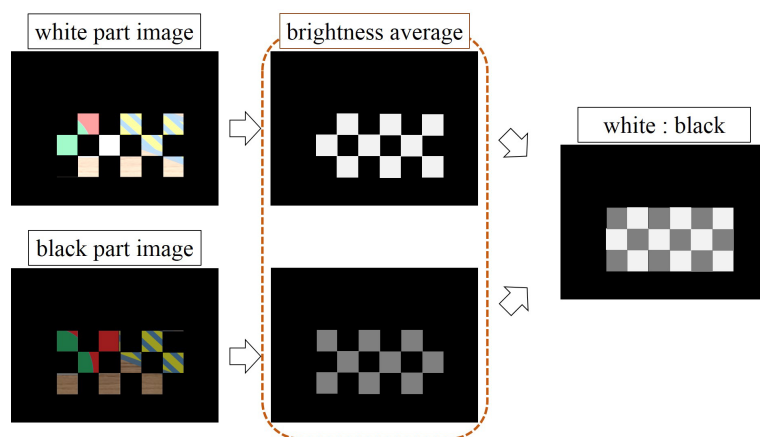 white part image
brightness average
white : black
black part image